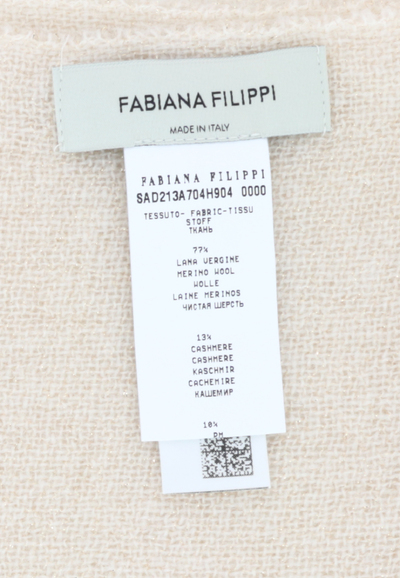 FABIANA FILIPPI
MADE IN ITALY
FABIANA FILIPPI
SAD213A704H904 0000
TESSUTO- FABRIC-TISSU
STOFF
ТКАНЬ
77%
LANA VERGINE
MERINO WOOL
WOLLE
LAINE MERINOS
ЧИСТАЯ ШЕРСТЬ
13%
CASHMERE
CASHMERE
KASCHMIR
CACHEMIRE
КАШЕМИР
10%
PM